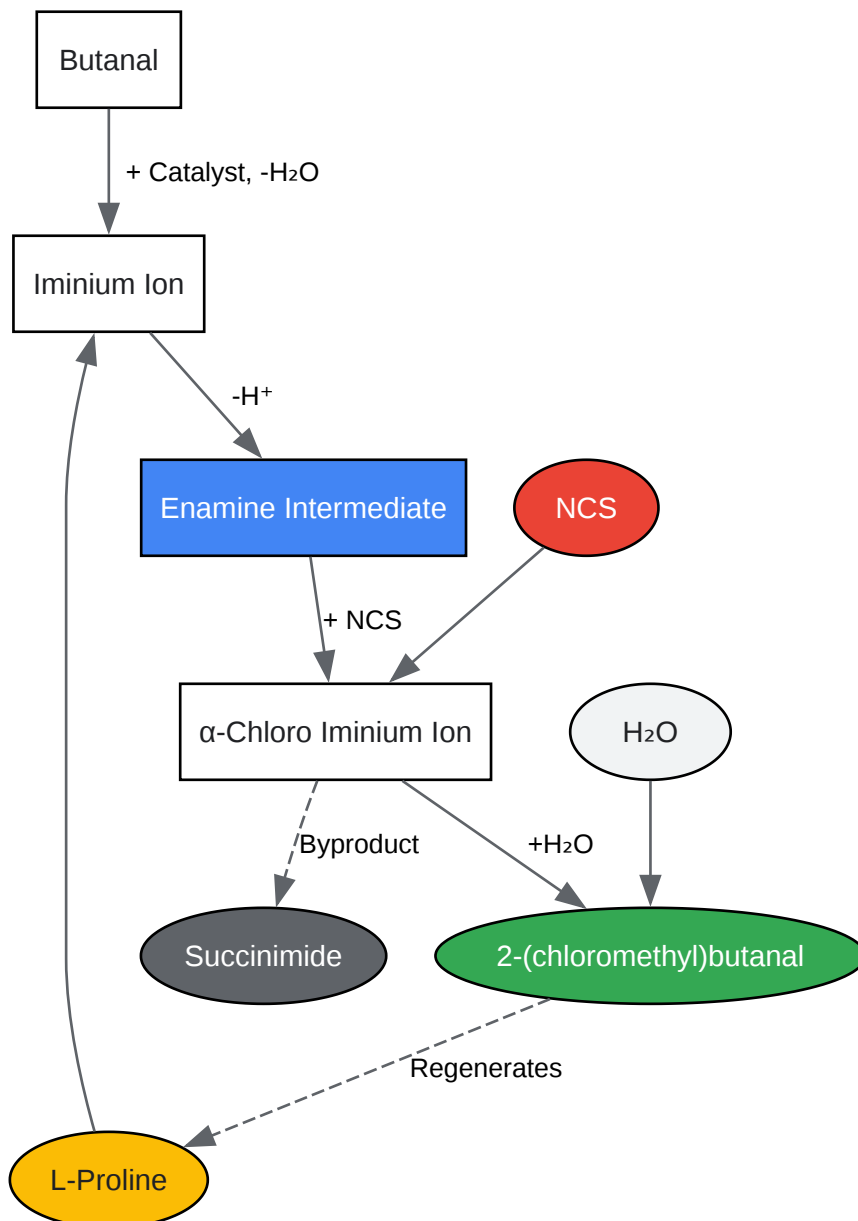 Butanal
+ Catalyst, -H₂O
Iminium Ion
-H⁺
Enamine Intermediate
NCS
+ NCS
α-Chloro Iminium Ion
H₂O
Byproduct
+H₂O
Succinimide
2-(chloromethyl)butanal
Regenerates
L-Proline